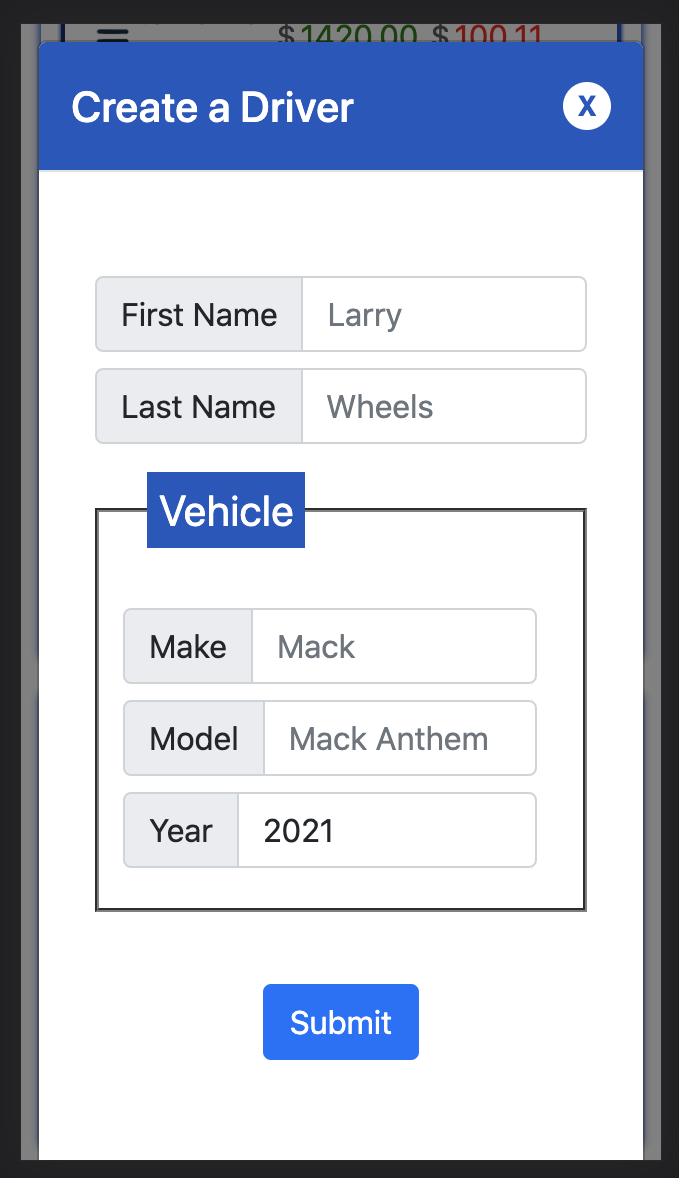 $1420.00 $100.11
Create a Driver X
First Name Larry
Last Name Wheels
Vehicle
Make Mack
Model Mack Anthem
Year 2021
Submit